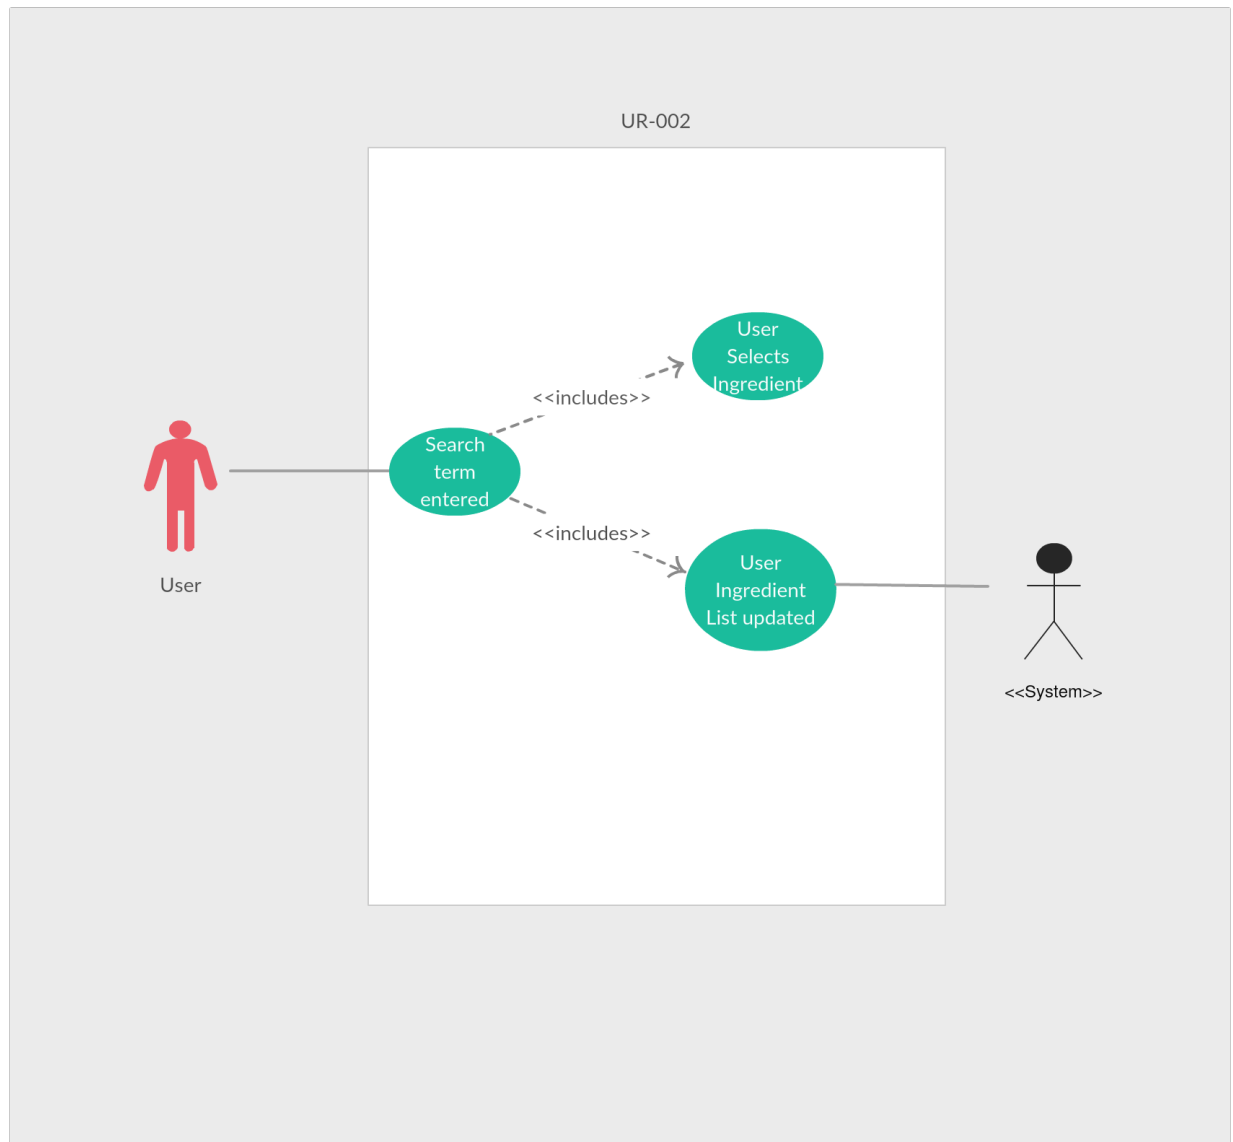 UR-002
User
Selects
Ingredient
<<includes>>
Search
term
entered
<<includes>>
User
Ingredient
List updated
User
<<System>>